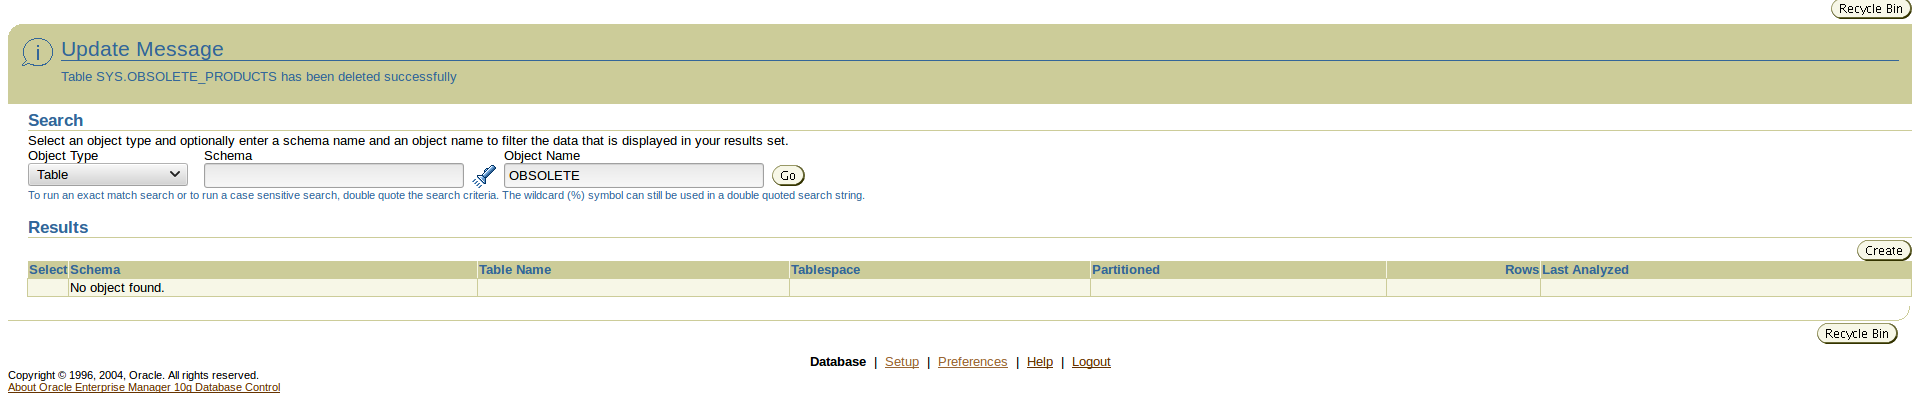 Recycle Bin
Update Message
Table SYS.OBSOLETE_PRODUCTS has been deleted successfully
Search
Select an object type and optionally enter a schema name and an object name to filter the data that is displayed in your results set.
Object Type Schema Object Name
Table OBSOLETE Go
To run an exact match search or to run a case sensitive search, double quote the search criteria. The wildcard (%) symbol can still be used in a double quoted search string.
Results
Create
Select Schema Table Name Tablespace Partitioned Rows Last Analyzed
No object found.
Recycle Bin
Database | Setup | Preferences | Help | Logout
Copyright © 1996, 2004, Oracle. All rights reserved.
About Oracle Enterprise Manager 10g Database Control